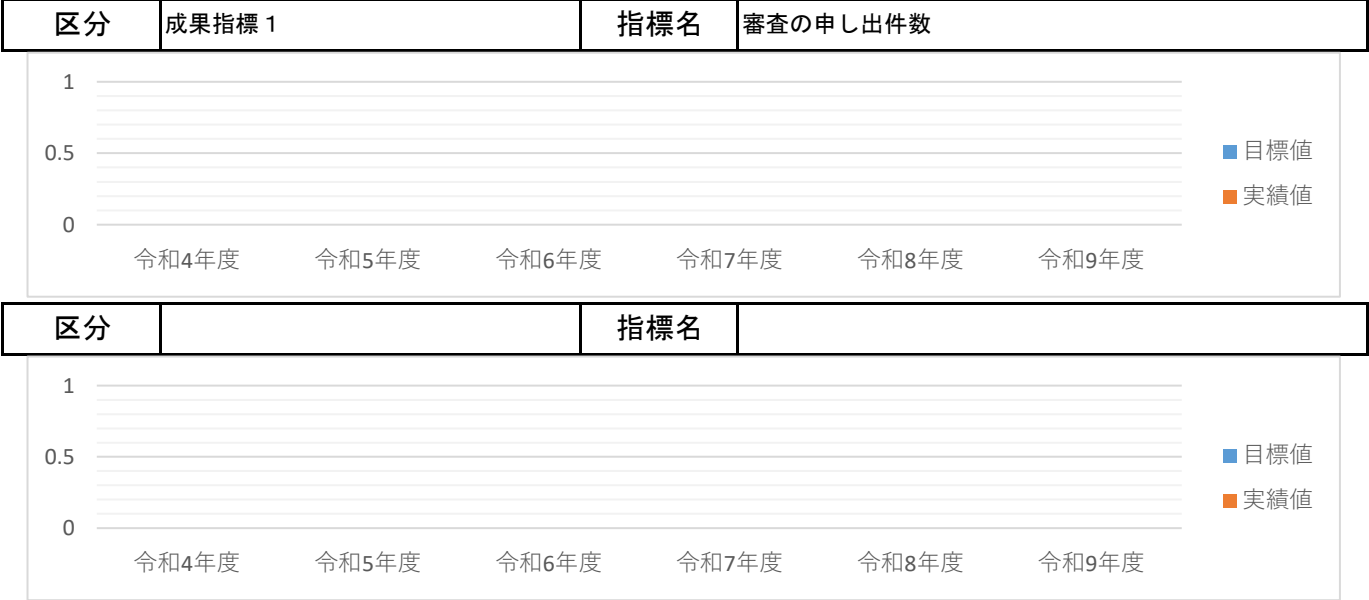 区分 成果指標1 指標名 審査の申し出件数
1
0.5
0
令和4年度 令和5年度 令和6年度 令和7年度 令和8年度 令和9年度
目標値
実績値
区分 指標名
1
0.5
0
令和4年度 令和5年度 令和6年度 令和7年度 令和8年度 令和9年度
目標値
実績値